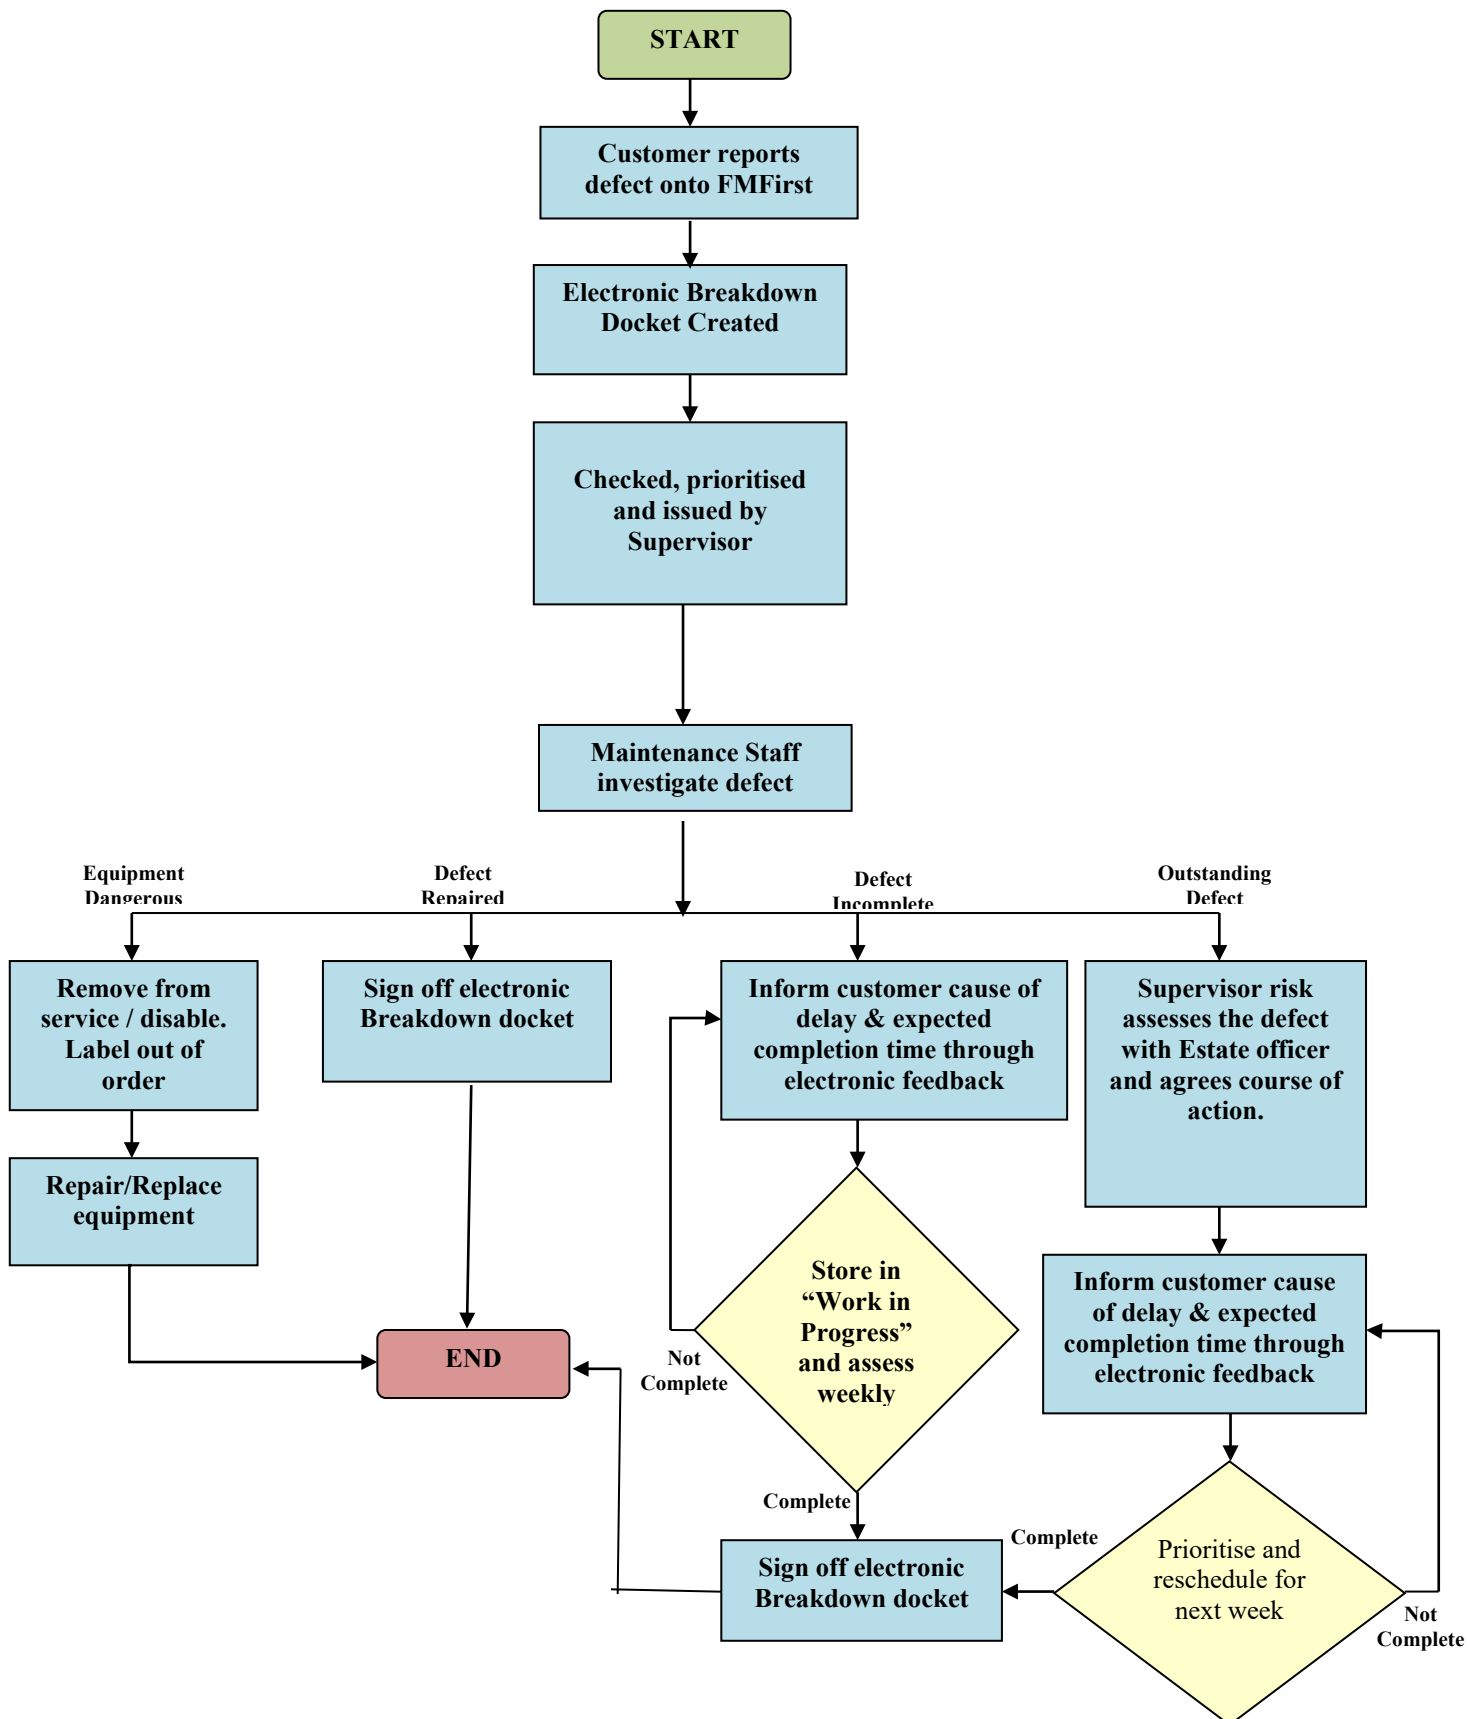 START
Customer reports
defect onto FMFirst
Electronic Breakdown
Docket Created
Checked, prioritised
and issued by
Supervisor
Maintenance Staff
investigate defect
Equipment
Dangerous
Defect
Repaired
Defect
Incomplete
Outstanding
Defect
Remove from
service / disable.
Label out of
order
Sign off electronic
Breakdown docket
Inform customer cause of
delay & expected
completion time through
electronic feedback
Supervisor risk
assesses the defect
with Estate officer
and agrees course of
action.
Repair/Replace
equipment
Store in
“Work in
Progress”
and assess
weekly
Inform customer cause
of delay & expected
completion time through
electronic feedback
END
Not
Complete
Complete
Sign off electronic
Breakdown docket
Complete
Prioritise and
reschedule for
next week
Not
Complete